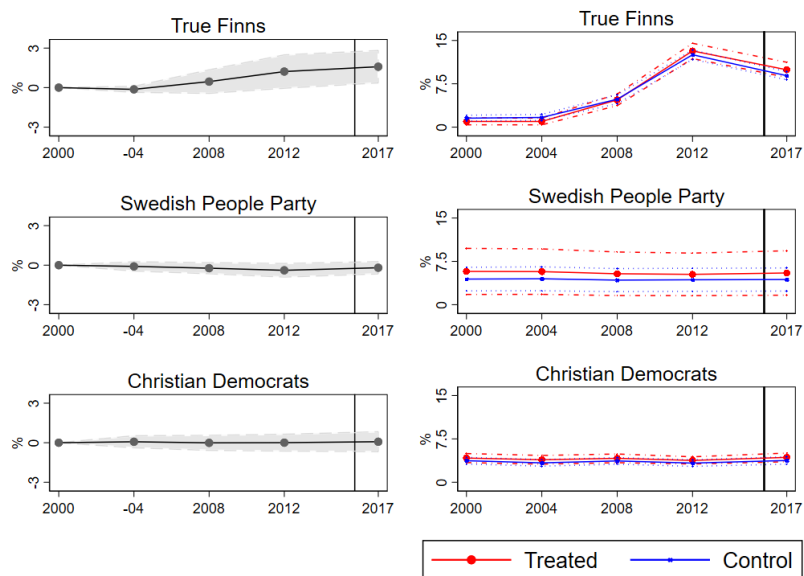 True Finns
3
0
-3
%
2000 -04 2008 2012 2017
True Finns
15
7.5
0
%
2000 2004 2008 2012 2017
Swedish People Party
3
0
-3
%
2000 -04 2008 2012 2017
Swedish People Party
15
7.5
0
%
2000 2004 2008 2012 2017
Christian Democrats
3
0
-3
%
2000 -04 2008 2012 2017
Christian Democrats
15
7.5
0
%
2000 2004 2008 2012 2017
Treated Control